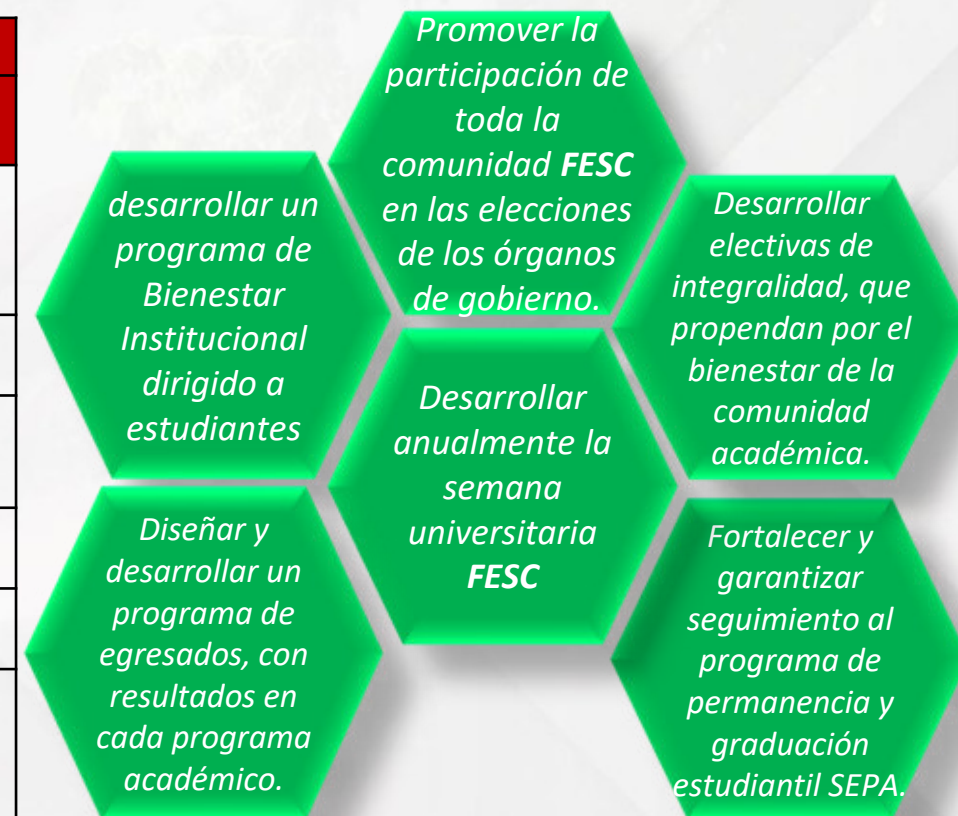 Promover la
participación de
toda la
comunidad FESC
en las elecciones
de los órganos
de gobierno.
desarrollar un
programa de
Bienestar
Institucional
dirigido a
estudiantes
Desarrollar
electivas de
integralidad, que
propendan por el
bienestar de la
comunidad
académica.
Desarrollar
anualmente la
semana
universitaria
FESC
Diseñar y
desarrollar un
programa de
egresados, con
resultados en
cada programa
académico.
Fortalecer y
garantizar
seguimiento al
programa de
permanencia y
graduación
estudiantil SEPA.